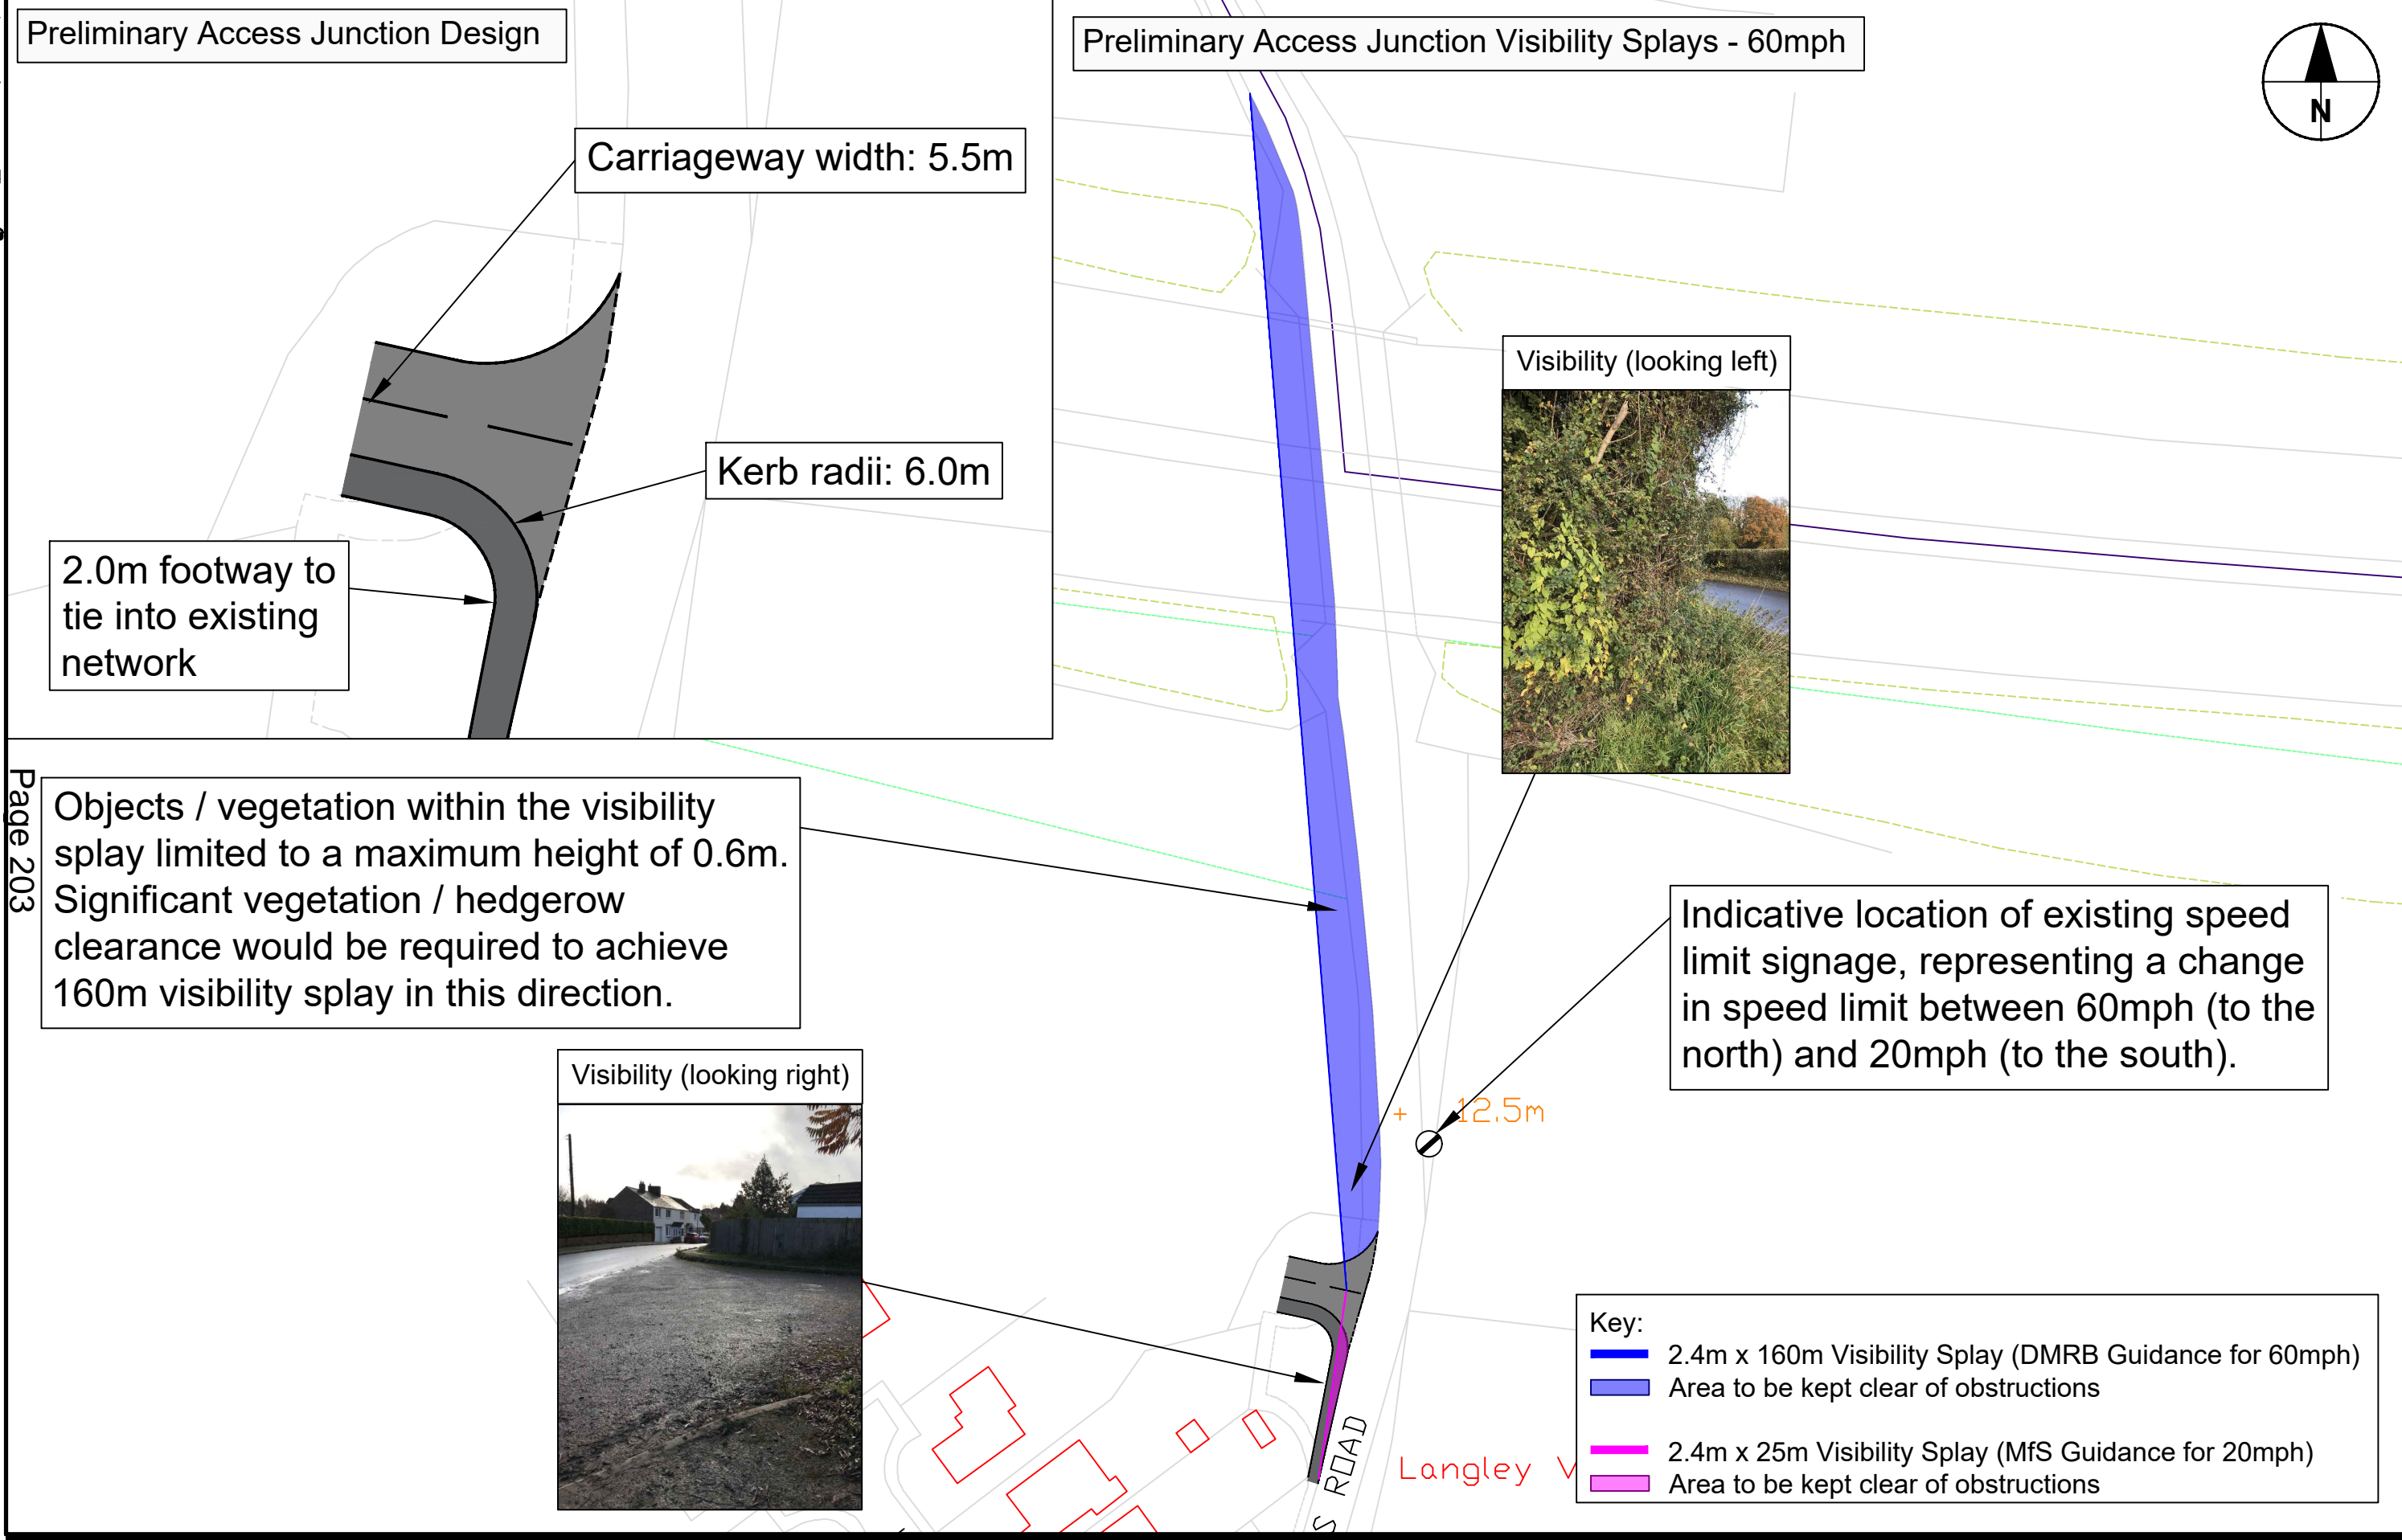 Preliminary Access Junction Design
Preliminary Access Junction Visibility Splays - 60mph
N
Carriageway width: 5.5m
Kerb radii: 6.0m
2.0m footway to
tie into existing
network
Visibility (looking left)
Page 203
Objects / vegetation within the visibility
splay limited to a maximum height of 0.6m.
Significant vegetation / hedgerow
clearance would be required to achieve
160m visibility splay in this direction.
Indicative location of existing speed
limit signage, representing a change
in speed limit between 60mph (to the
north) and 20mph (to the south).
Visibility (looking right)
+ 12.5m
Key:
2.4m x 160m Visibility Splay (DMRB Guidance for 60mph)
Area to be kept clear of obstructions
2.4m x 25m Visibility Splay (MfS Guidance for 20mph)
Area to be kept clear of obstructions
S ROAD
Langley V